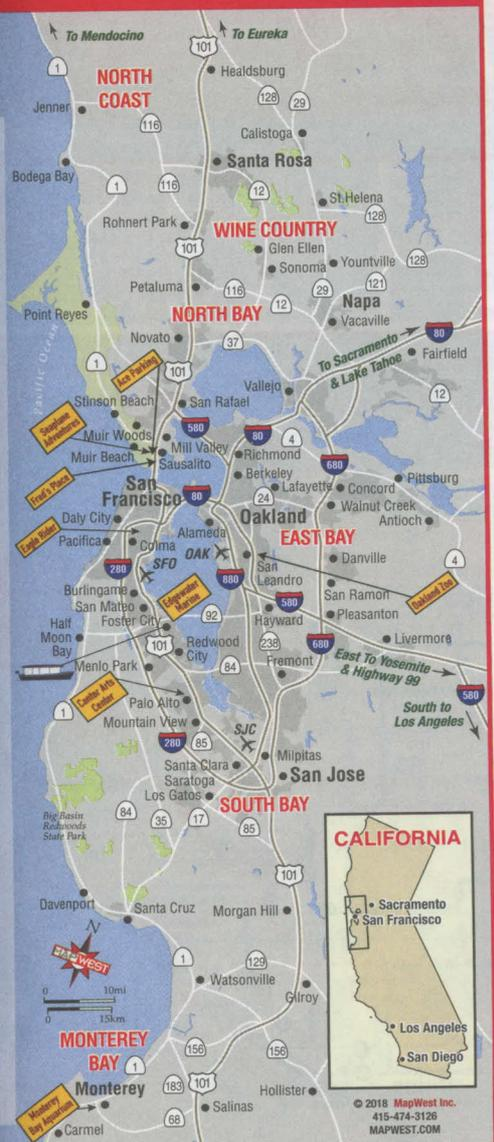 To Mendocino
101
To Eureka
1
NORTH
COAST
Healdsburg
128
29
Jenner
116
Calistoga
Santa Rosa
Bodega Bay
1
116
12
St.Helena
128
Rohnert Park
WINE COUNTRY
101
Glen Ellen
Sonoma
Yountville
128
Petaluma
116
12
29
121
Napa
Point Reyes
NORTH BAY
Vacaville
Pacific Ocean
Novato
37
To Sacramento
& Lake Tahoe
80
Fairfield
1
Ace Parking
101
Vallejo
12
Stinson Beach
San Rafael
Seaplane
Adventures
580
80
4
Muir Woods
Mill Valley
Muir Beach
Sausalito
Richmond
680
Fred's Place
Berkeley
Pittsburg
San
Francisco
80
24
Lafayette
Concord
Walnut Creek
Daly City
Oakland
Antioch
Eagle Rider
Pacifica
Colma
Alameda
EAST BAY
OAK
SFO
Danville
4
280
San
Leandro
880
Burlingame
Edgewater
Marine
580
San Ramon
Oakland Zoo
San Mateo
Foster City
92
Hayward
Pleasanton
Half
Moon
Bay
101
238
680
Livermore
Redwood
City
East To Yosemite
& Highway 99
Menlo Park
84
Fremont
580
Cantor Arts
Center
South to
Los Angeles
1
Palo Alto
Mountain View
SJC
280
85
Milpitas
Santa Clara
Saratoga
San Jose
Los Gatos
SOUTH BAY
Big Basin
Redwoods
State Park
84
35
17
85
CALIFORNIA
101
Davenport
Santa Cruz
Morgan Hill
Sacramento
San Francisco
N
MAPWEST
1
129
0 10mi
0 15km
Watsonville
Gilroy
Los Angeles
San Diego
MONTEREY
BAY
1
156
156
183
101
Monterey
Bay Aquarium
Monterey
Hollister
Salinas
68
Carmel
© 2018 MapWest Inc.
415-474-3126
MAPWEST.COM